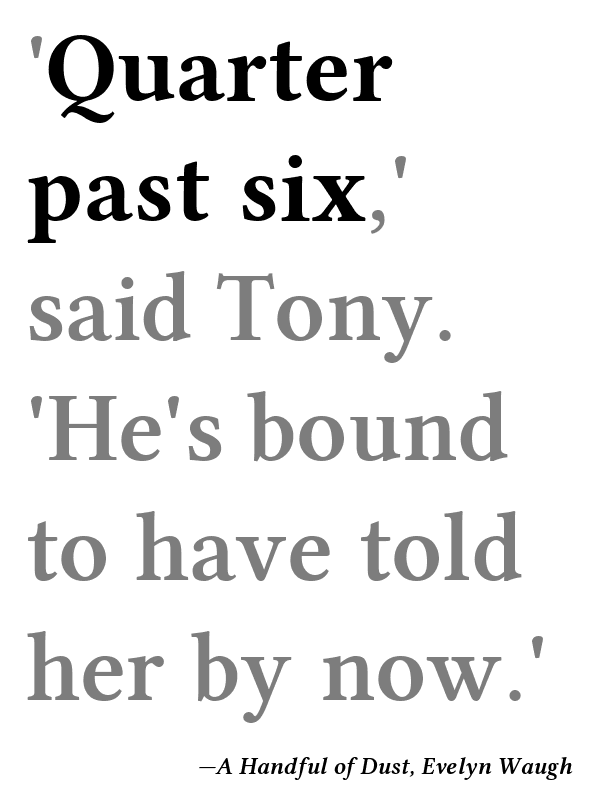 'Quarter
past six,'
said Tony.
'He's bound
to have told
her by now.'
—A Handful of Dust, Evelyn Waugh